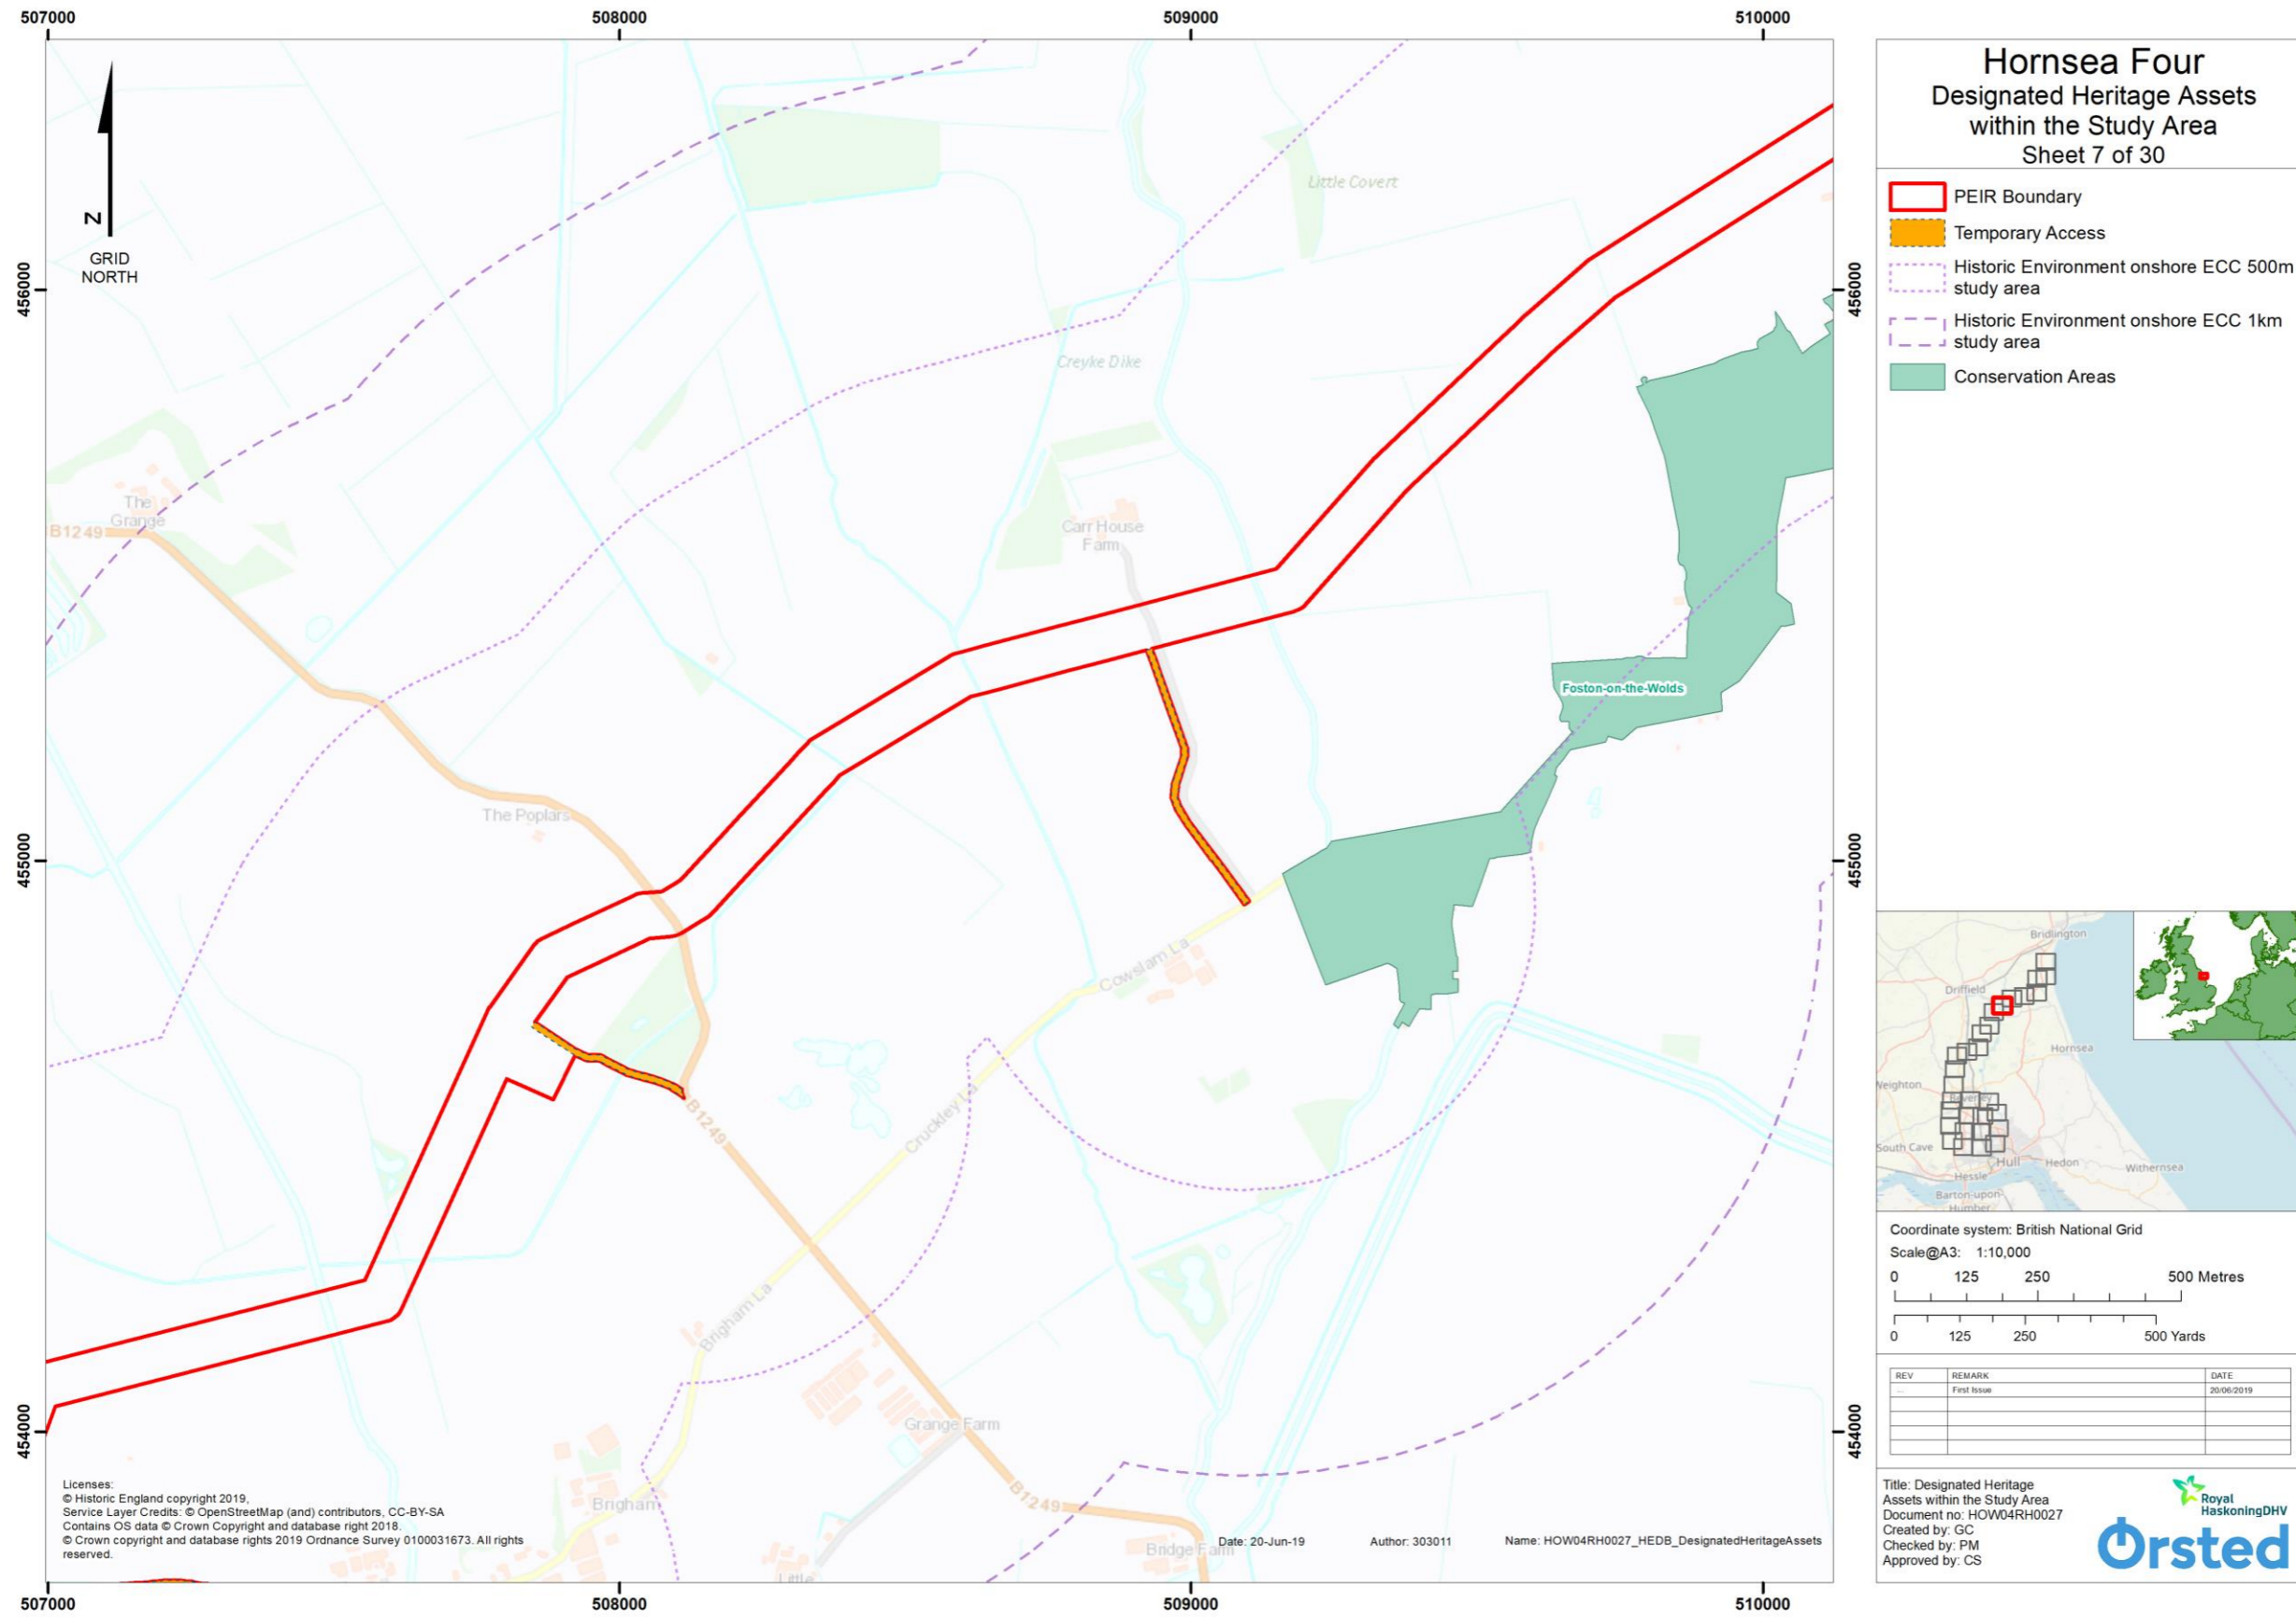 507000
508000
509000
510000
Hornsea Four
Designated Heritage Assets
within the Study Area
Sheet 7 of 30
PEIR Boundary
Temporary Access
Historic Environment onshore ECC 500m
study area
Historic Environment onshore ECC 1km
study area
Conservation Areas
N
GRID
NORTH
456000
456000
455000
455000
454000
454000
Little Covert
Creyke Dike
The
Grange
B1249
Carr House
Farm
Foston-on-the-Wolds
The Poplars
Cowslam La
Cruckley La
B1249
Brigham La
Grange Farm
B1249
Brigham
Bridge Farm
Little
Bridlington
Driffield
Hornsea
Weighton
Beverley
South Cave
Hull
Hedon
Withernsea
Hessle
Barton-upon-
Humber
Coordinate system: British National Grid
Scale@A3: 1:10,000
0 125 250 500 Metres
0 125 250 500 Yards
REV REMARK DATE
First Issue 20/06/2019
Title: Designated Heritage
Assets within the Study Area
Document no: HOW04RH0027
Created by: GC
Checked by: PM
Approved by: CS
Royal
HaskoningDHV
Ørsted
Licenses:
© Historic England copyright 2019,
Service Layer Credits: © OpenStreetMap (and) contributors, CC-BY-SA
Contains OS data © Crown Copyright and database right 2018.
© Crown copyright and database rights 2019 Ordnance Survey 0100031673. All rights
reserved.
Date: 20-Jun-19 Author: 303011 Name: HOW04RH0027_HEDB_DesignatedHeritageAssets
507000
508000
509000
510000